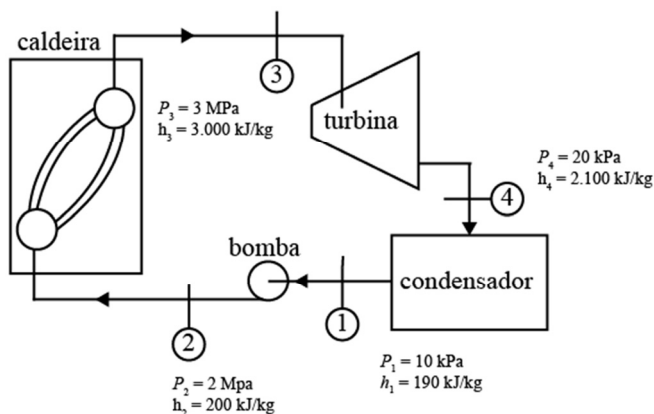 caldeira
3
P3 = 3 MPa
h3 = 3.000 kJ/kg
turbina
P4 = 20 kPa
h4 = 2.100 kJ/kg
4
bomba
condensador
1
2
P1 = 10 kPa
h1 = 190 kJ/kg
P2 = 2 Mpa
h2 = 200 kJ/kg